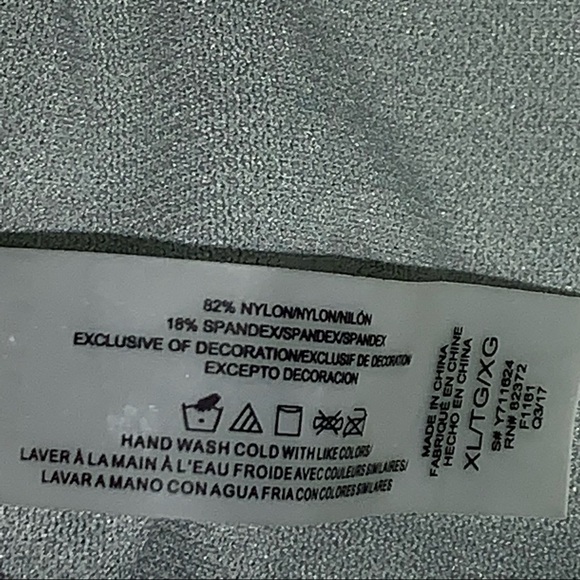 82% NYLON/NYLON/NILÓN
18% SPANDEX/SPANDEX/SPANDEX
EXCLUSIVE OF DECORATION/EXCLUSIF DE DECORATION
EXCEPTO DECORACION
HAND WASH COLD WITH LIKE COLORS/
LAVER À LA MAIN À L'EAU FROIDE AVEC COULEURS SIMILAIRES/
LAVAR A MANO CON AGUA FRIA CON COLORES SIMILARES
MADE IN CHINA
FABRIQUÉ EN CHINE
HECHO EN CHINA
XL/TG/XG
S# Y711624
RN# 82372
F1161
Q3/17